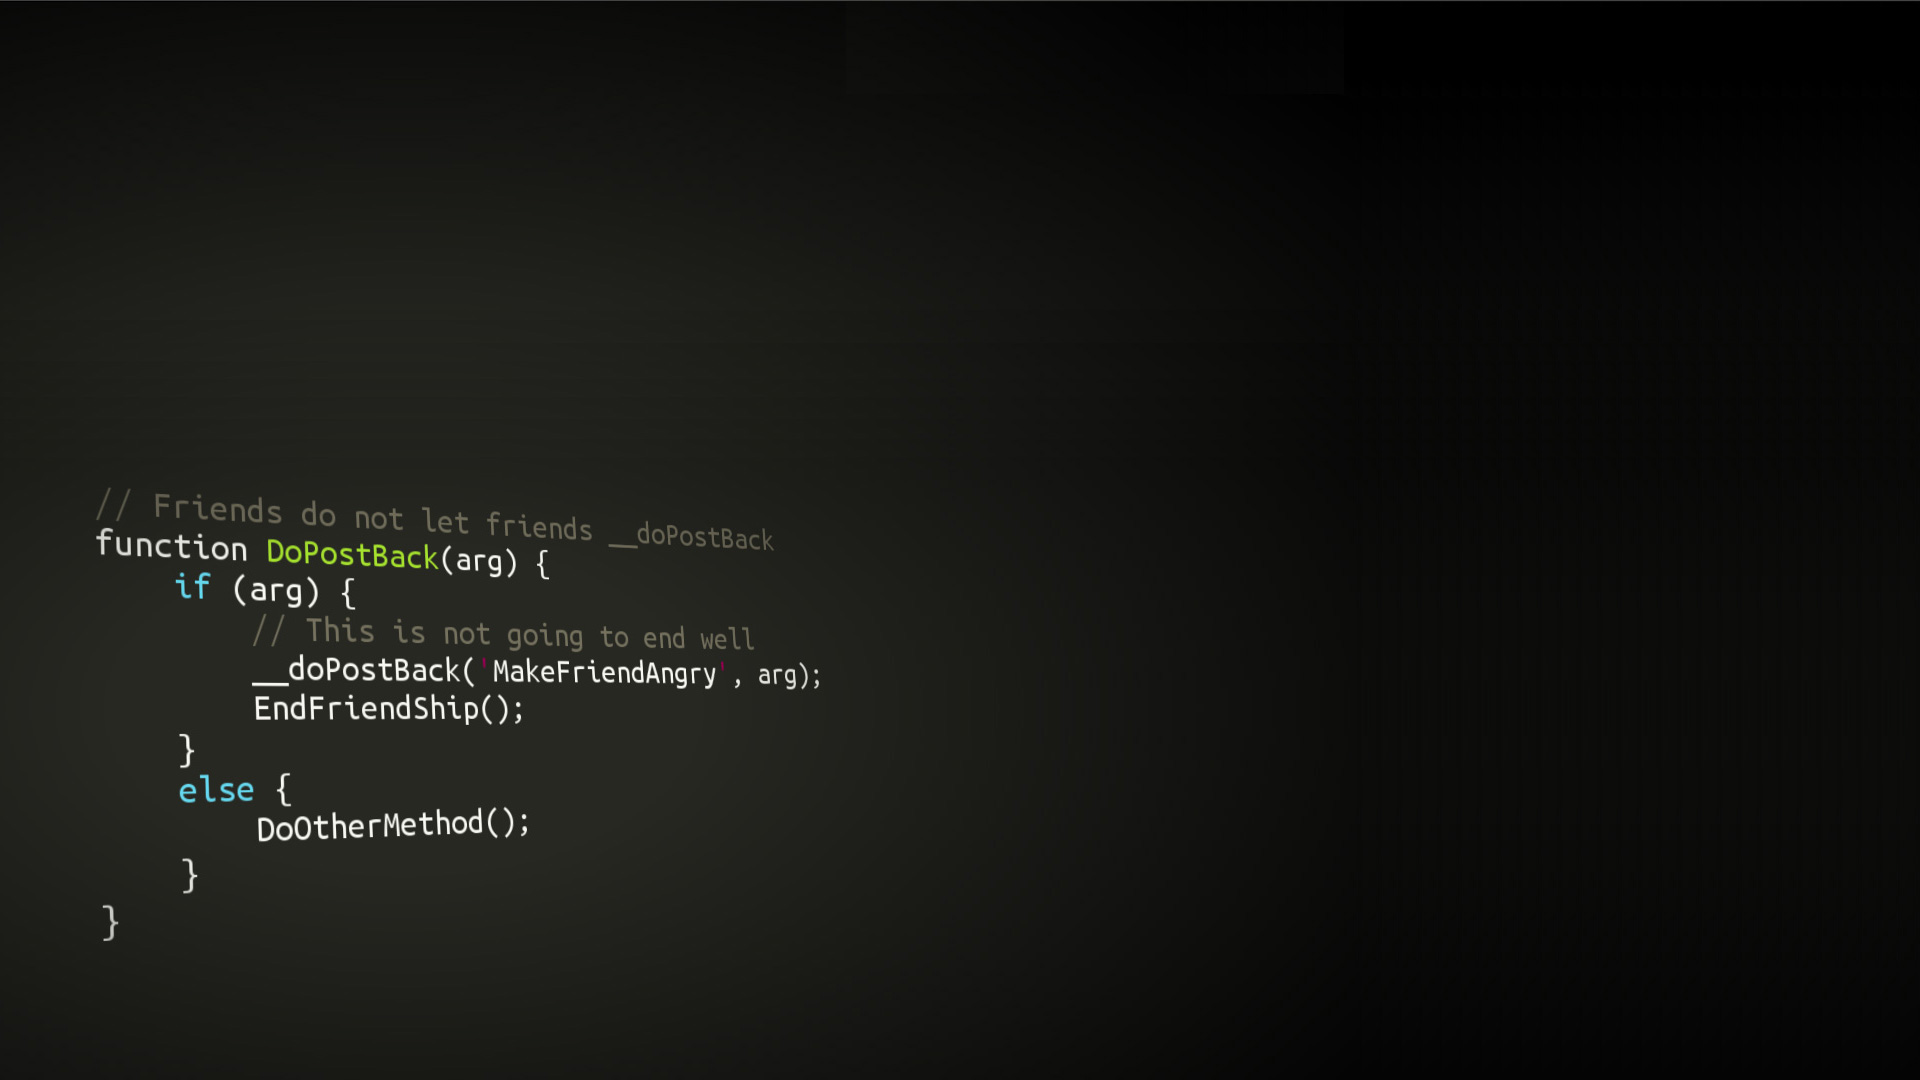 // Friends do not let friends __doPostBack
function DoPostBack(arg) {
if (arg) {
// This is not going to end well
__doPostBack('MakeFriendAngry', arg);
EndFriendShip();
}
else {
DoOtherMethod();
}
}